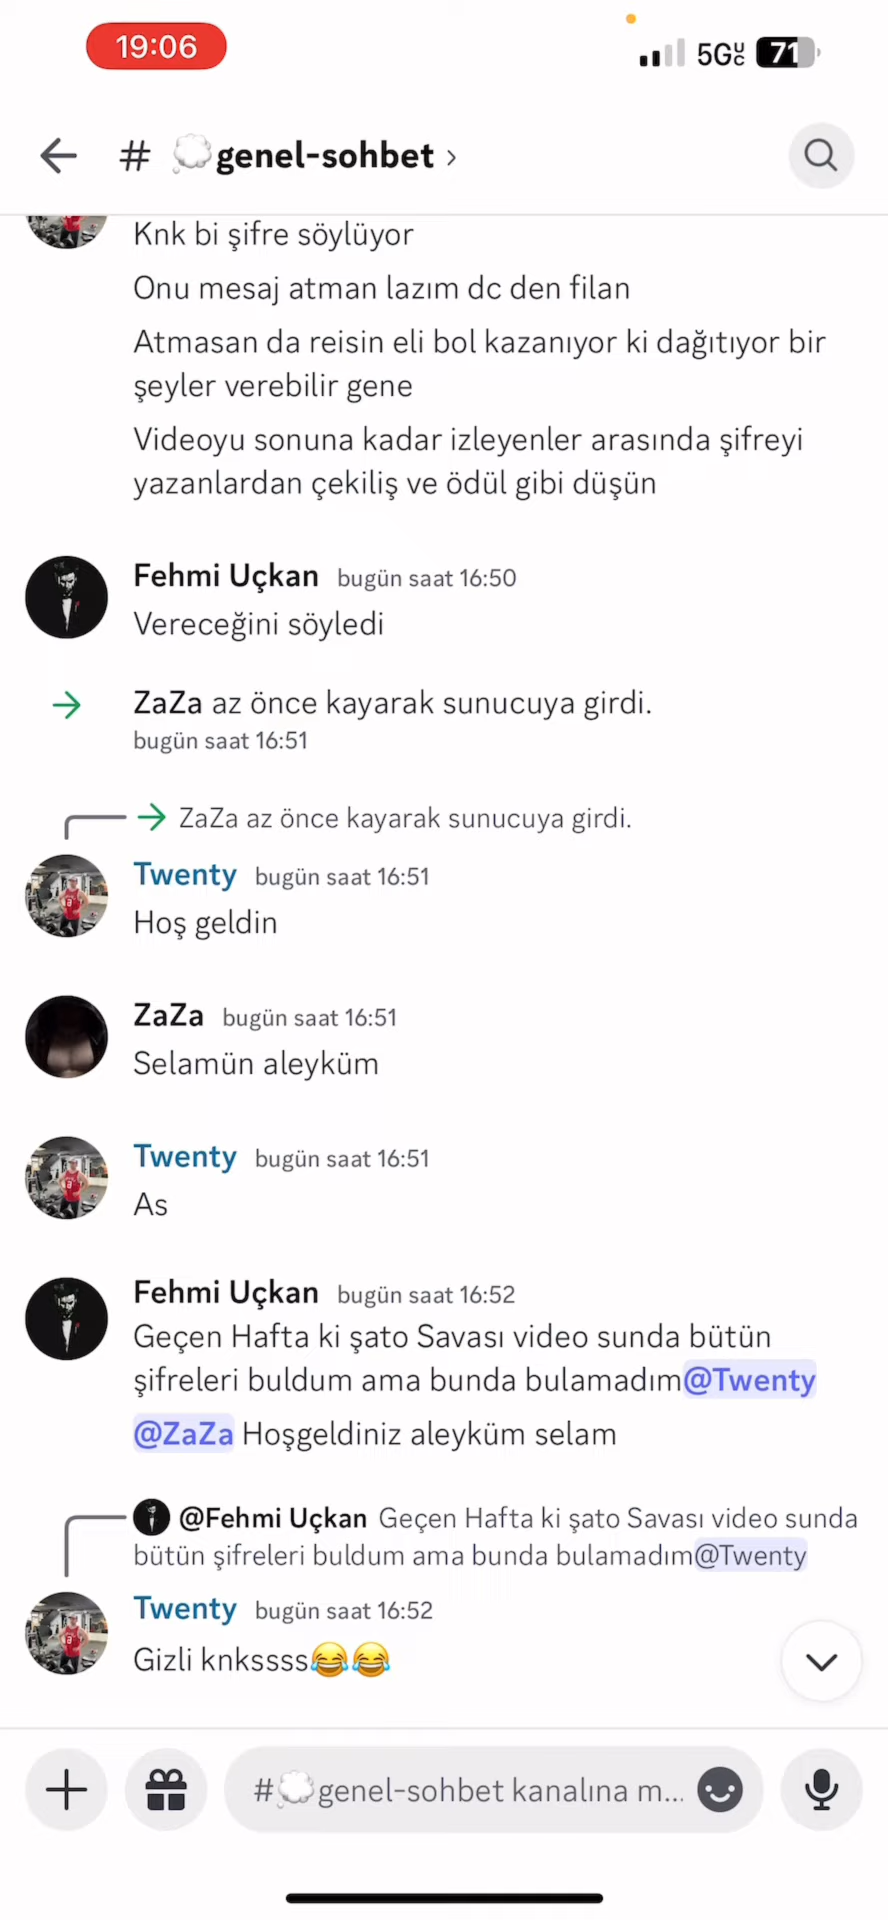 19:06
5G UC 71
# 💭genel-sohbet ›
Knk bi şifre söylüyor
Onu mesaj atman lazım dc den filan
Atmasan da reisin eli bol kazanıyor ki dağıtıyor bir
şeyler verebilir gene
Videoyu sonuna kadar izleyenler arasında şifreyi
yazanlardan çekiliş ve ödül gibi düşün
Fehmi Uçkan bugün saat 16:50
Vereceğini söyledi
ZaZa az önce kayarak sunucuya girdi.
bugün saat 16:51
ZaZa az önce kayarak sunucuya girdi.
Twenty bugün saat 16:51
Hoş geldin
ZaZa bugün saat 16:51
Selamün aleyküm
Twenty bugün saat 16:51
As
Fehmi Uçkan bugün saat 16:52
Geçen Hafta ki şato Savası video sunda bütün
şifreleri buldum ama bunda bulamadım@Twenty
@ZaZa Hoşgeldiniz aleyküm selam
@Fehmi Uçkan Geçen Hafta ki şato Savası video sunda
bütün şifreleri buldum ama bunda bulamadım@Twenty
Twenty bugün saat 16:52
Gizli knkssss😂😂
#💭genel-sohbet kanalına m...